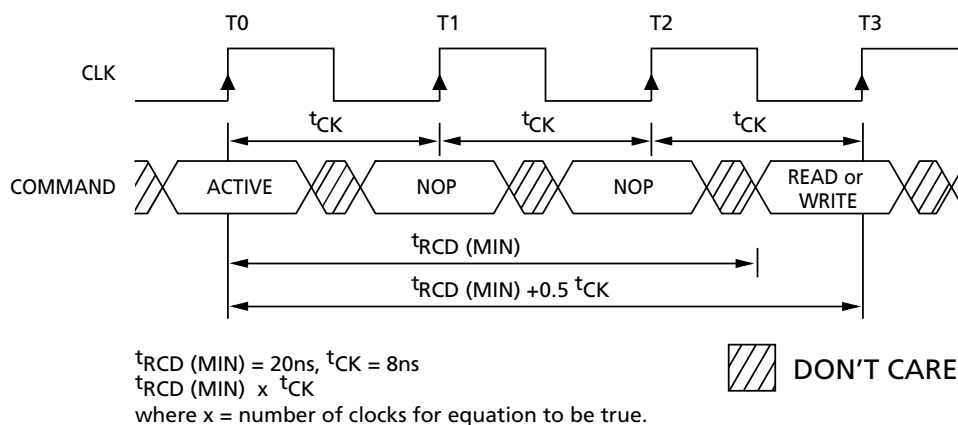 T0 T1 T2 T3
CLK
tCK tCK tCK
COMMAND ACTIVE NOP NOP READ or
WRITE
tRCD (MIN)
tRCD (MIN) +0.5 tCK
tRCD (MIN) = 20ns, tCK = 8ns
tRCD (MIN) x tCK
where x = number of clocks for equation to be true.
DON'T CARE